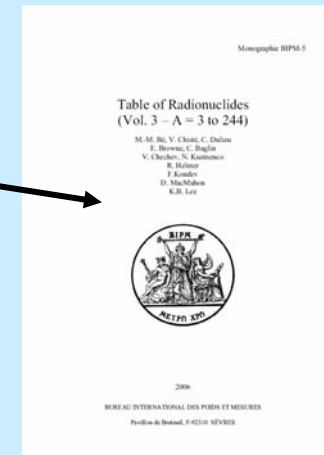 Monographie BIPM-5
Table of Radionuclides
(Vol. 3 – A = 3 to 244)
M.-M. Bé, V. Chisté, C. Dulieu
E. Browne, C. Baglin
V. Chechev, N. Kuzmenco
R. Helmer
F. Kondev
D. MacMahon
K.B. Lee
BIPM
ΜΕΤΡΩ ΧΡΩ
2006
BUREAU INTERNATIONAL DES POIDS ET MESURES
Pavillon de Breteuil, F-92310 SÈVRES